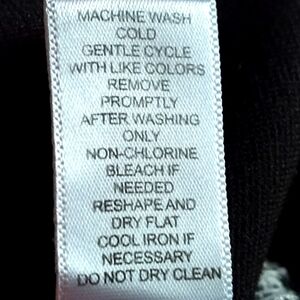 MACHINE WASH
COLD
GENTLE CYCLE
WITH LIKE COLORS
REMOVE
PROMPTLY
AFTER WASHING
ONLY
NON-CHLORINE
BLEACH IF
NEEDED
RESHAPE AND
DRY FLAT
COOL IRON IF
NECESSARY
DO NOT DRY CLEAN